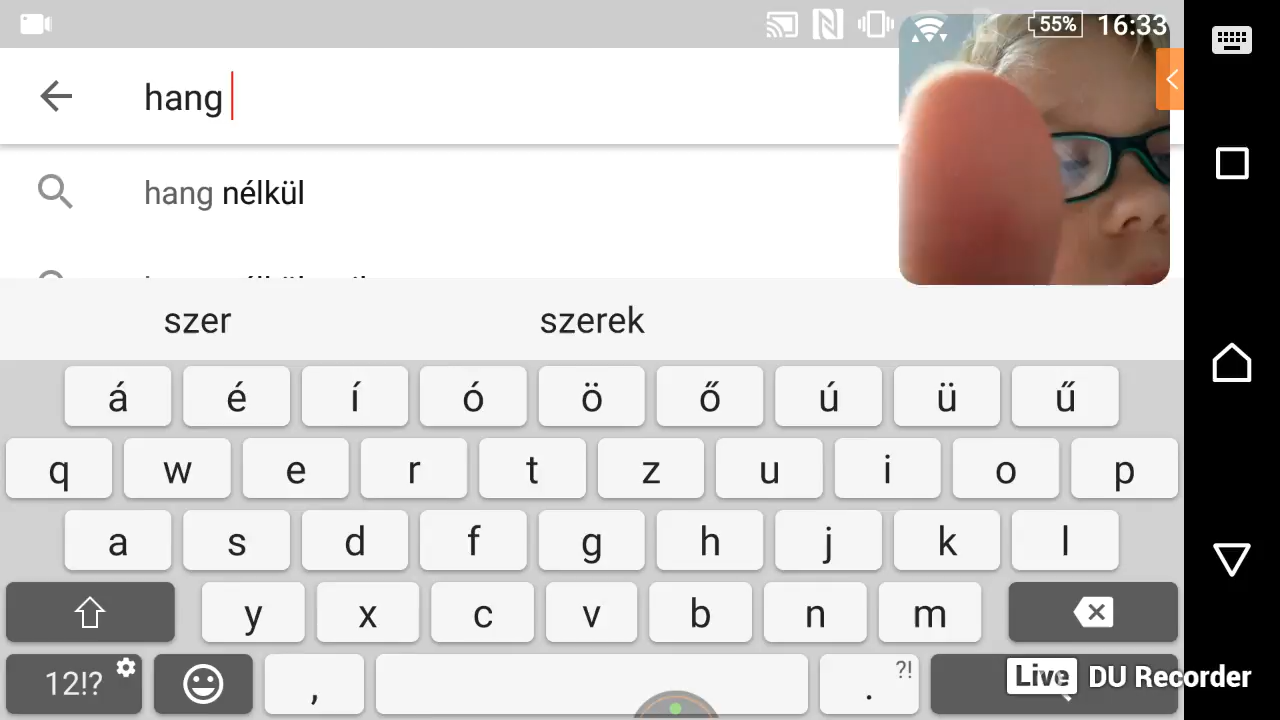 55% 16:33
hang
hang nélkül
szer szerek
á é í ó ö ő ú ü ű
q w e r t z u i o p
a s d f g h j k l
y x c v b n m
12!? , . ?!
Live DU Recorder